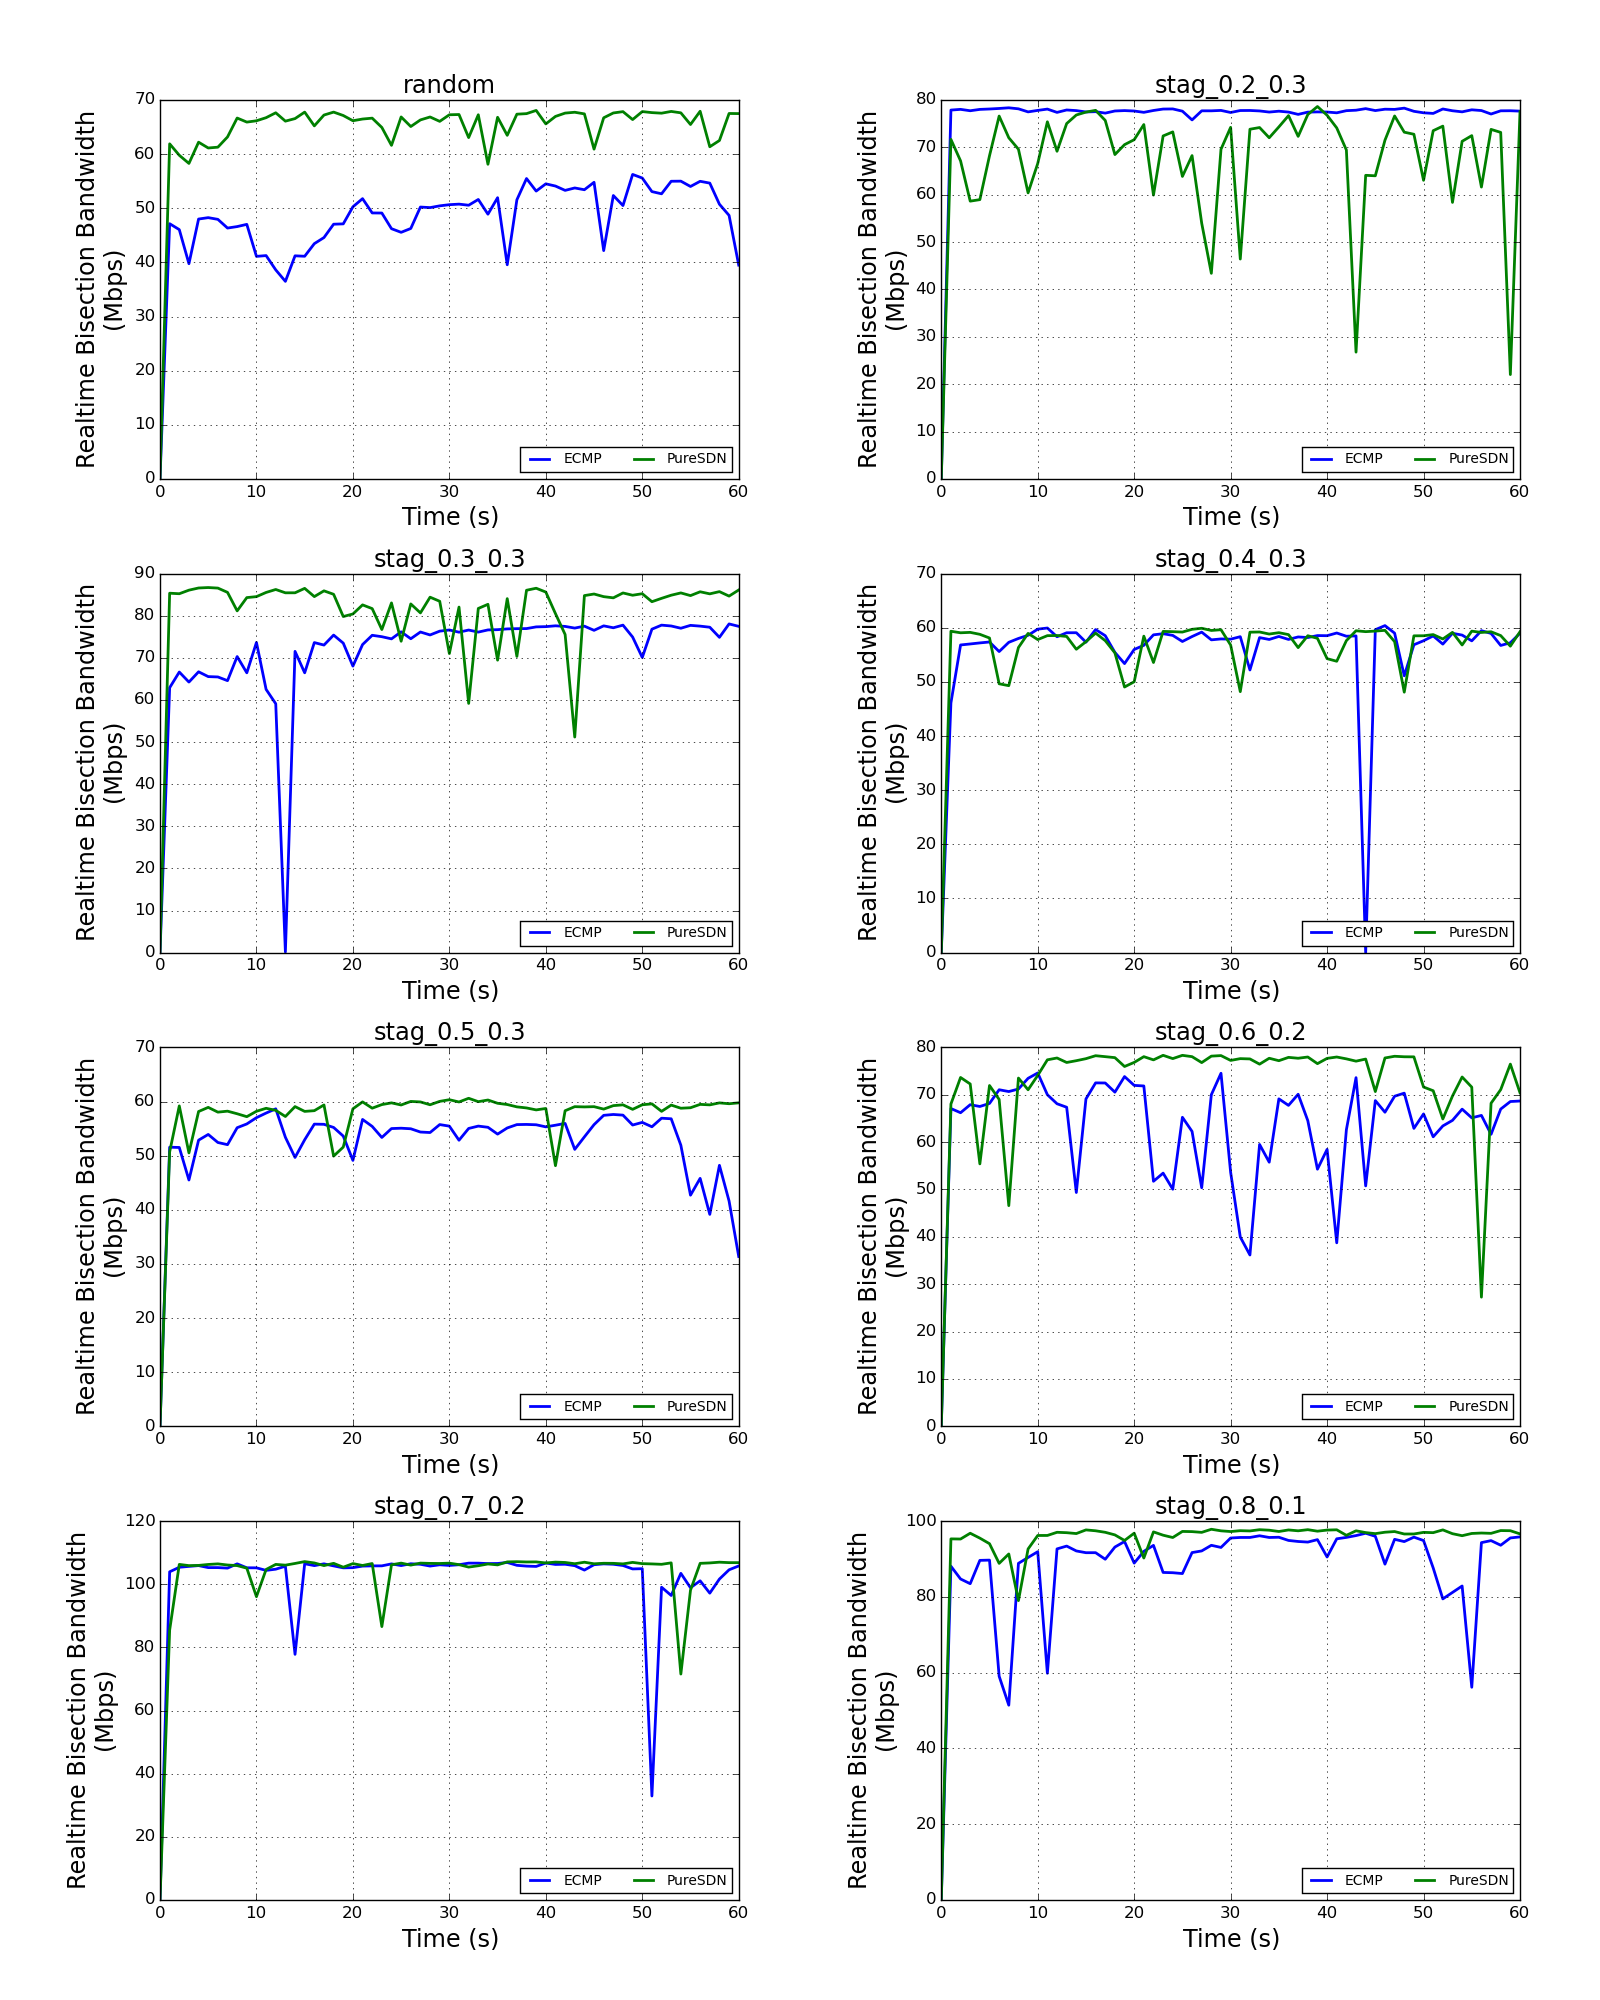 random
70
60
50
40
30
20
10
0
0 10 20 30 40 50 60
Realtime Bisection Bandwidth
(Mbps)
Time (s)
ECMP PureSDN
stag_0.2_0.3
80
70
60
50
40
30
20
10
0
0 10 20 30 40 50 60
Realtime Bisection Bandwidth
(Mbps)
Time (s)
ECMP PureSDN
stag_0.3_0.3
90
80
70
60
50
40
30
20
10
0
0 10 20 30 40 50 60
Realtime Bisection Bandwidth
(Mbps)
Time (s)
ECMP PureSDN
stag_0.4_0.3
70
60
50
40
30
20
10
0
0 10 20 30 40 50 60
Realtime Bisection Bandwidth
(Mbps)
Time (s)
ECMP PureSDN
stag_0.5_0.3
70
60
50
40
30
20
10
0
0 10 20 30 40 50 60
Realtime Bisection Bandwidth
(Mbps)
Time (s)
ECMP PureSDN
stag_0.6_0.2
80
70
60
50
40
30
20
10
0
0 10 20 30 40 50 60
Realtime Bisection Bandwidth
(Mbps)
Time (s)
ECMP PureSDN
stag_0.7_0.2
120
100
80
60
40
20
0
0 10 20 30 40 50 60
Realtime Bisection Bandwidth
(Mbps)
Time (s)
ECMP PureSDN
stag_0.8_0.1
100
80
60
40
20
0
0 10 20 30 40 50 60
Realtime Bisection Bandwidth
(Mbps)
Time (s)
ECMP PureSDN